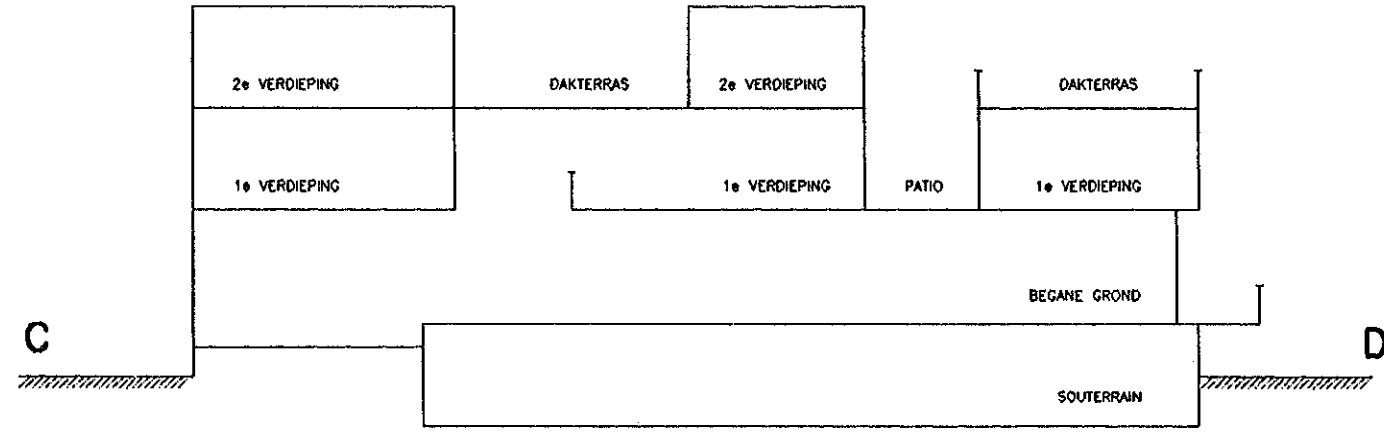 2e VERDIEPING DAKTERRAS 2e VERDIEPING DAKTERRAS
1e VERDIEPING 1e VERDIEPING PATIO 1e VERDIEPING
BEGANE GROND
C D
SOUTERRAIN